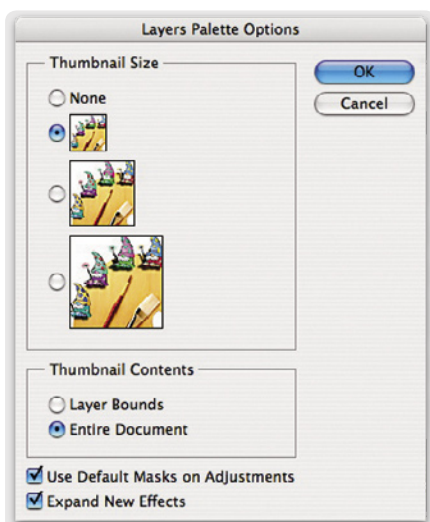 Layers Palette Options
Thumbnail Size
None
OK
Cancel
Thumbnail Contents
Layer Bounds
Entire Document
Use Default Masks on Adjustments
Expand New Effects